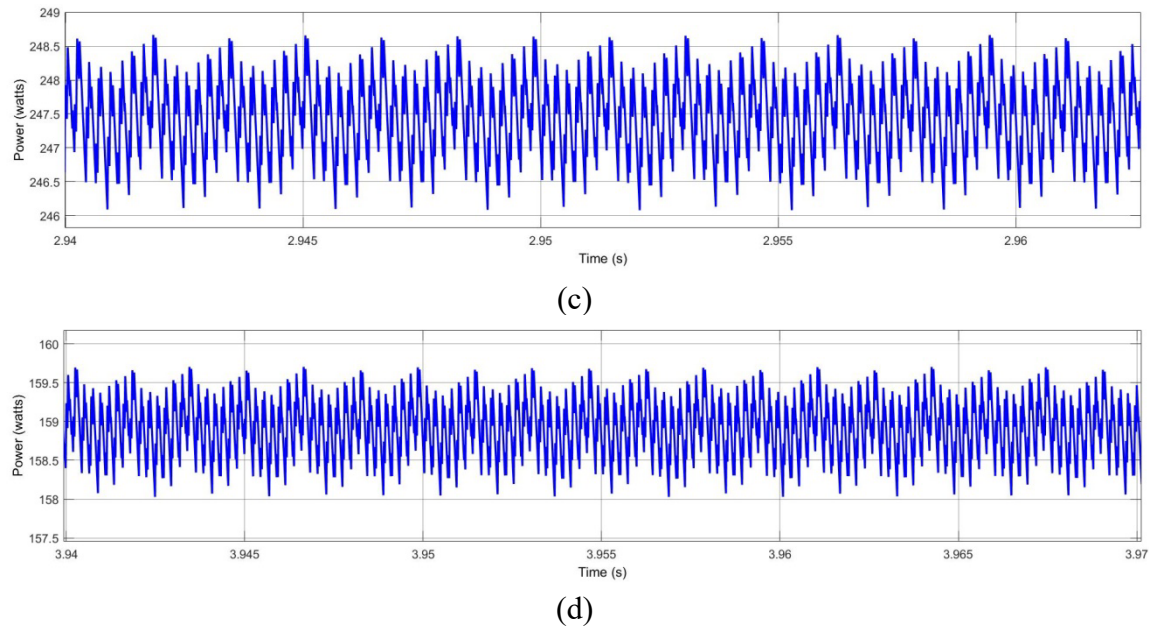 249
248.5
248
247.5
247
246.5
246
Power (watts)
2.94 2.945 2.95 2.955 2.96
Time (s)
(c)
160
159.5
159
158.5
158
157.5
Power (watts)
3.94 3.945 3.95 3.955 3.96 3.965 3.97
Time (s)
(d)